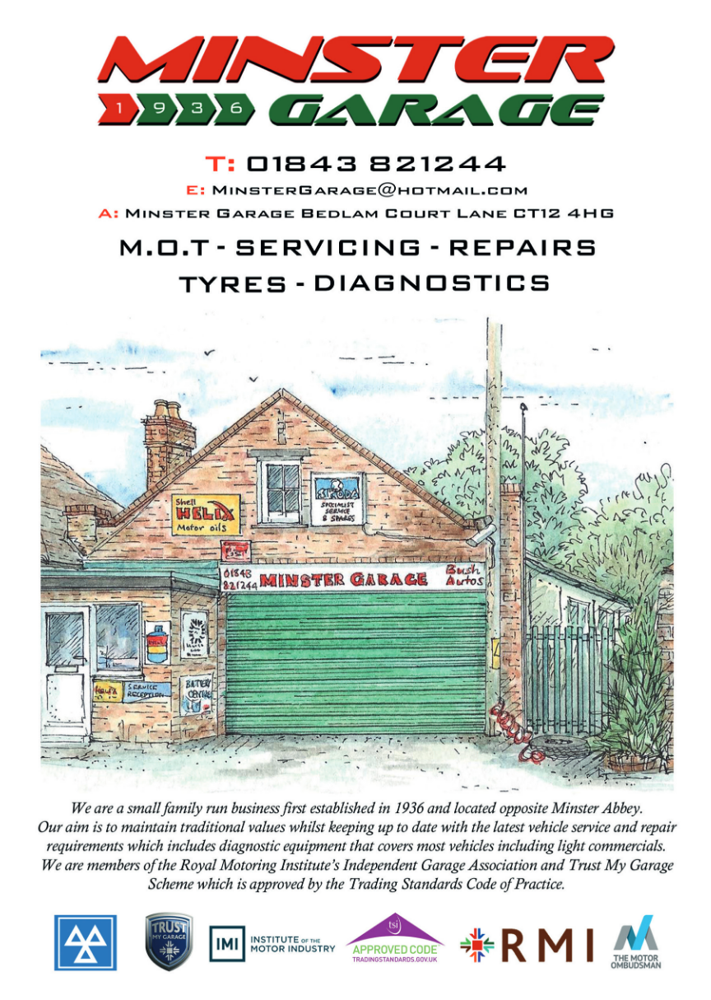 MINSTER
1 9 3 6 GARAGE
T: 01843 821244
E: MinsterGarage@hotmail.com
A: Minster Garage Bedlam Court Lane CT12 4HG
M.O.T - SERVICING - REPAIRS
TYRES - DIAGNOSTICS
Shell
HELIX
Motor oils
SKODA
SPECIALIST
SERVICE
& SPARES
01843
821244
MINSTER GARAGE
Bush
Autos
HELIX
SERVICE
RECEPTION
BATTERY
CENTRE
We are a small family run business first established in 1936 and located opposite Minster Abbey.
Our aim is to maintain traditional values whilst keeping up to date with the latest vehicle service and repair
requirements which includes diagnostic equipment that covers most vehicles including light commercials.
We are members of the Royal Motoring Institute's Independent Garage Association and Trust My Garage
Scheme which is approved by the Trading Standards Code of Practice.
TRUST
MY GARAGE
IMI
INSTITUTE OF THE
MOTOR INDUSTRY
tsi
APPROVED CODE
TRADINGSTANDARDS.GOV.UK
RMI
THE MOTOR
OMBUDSMAN